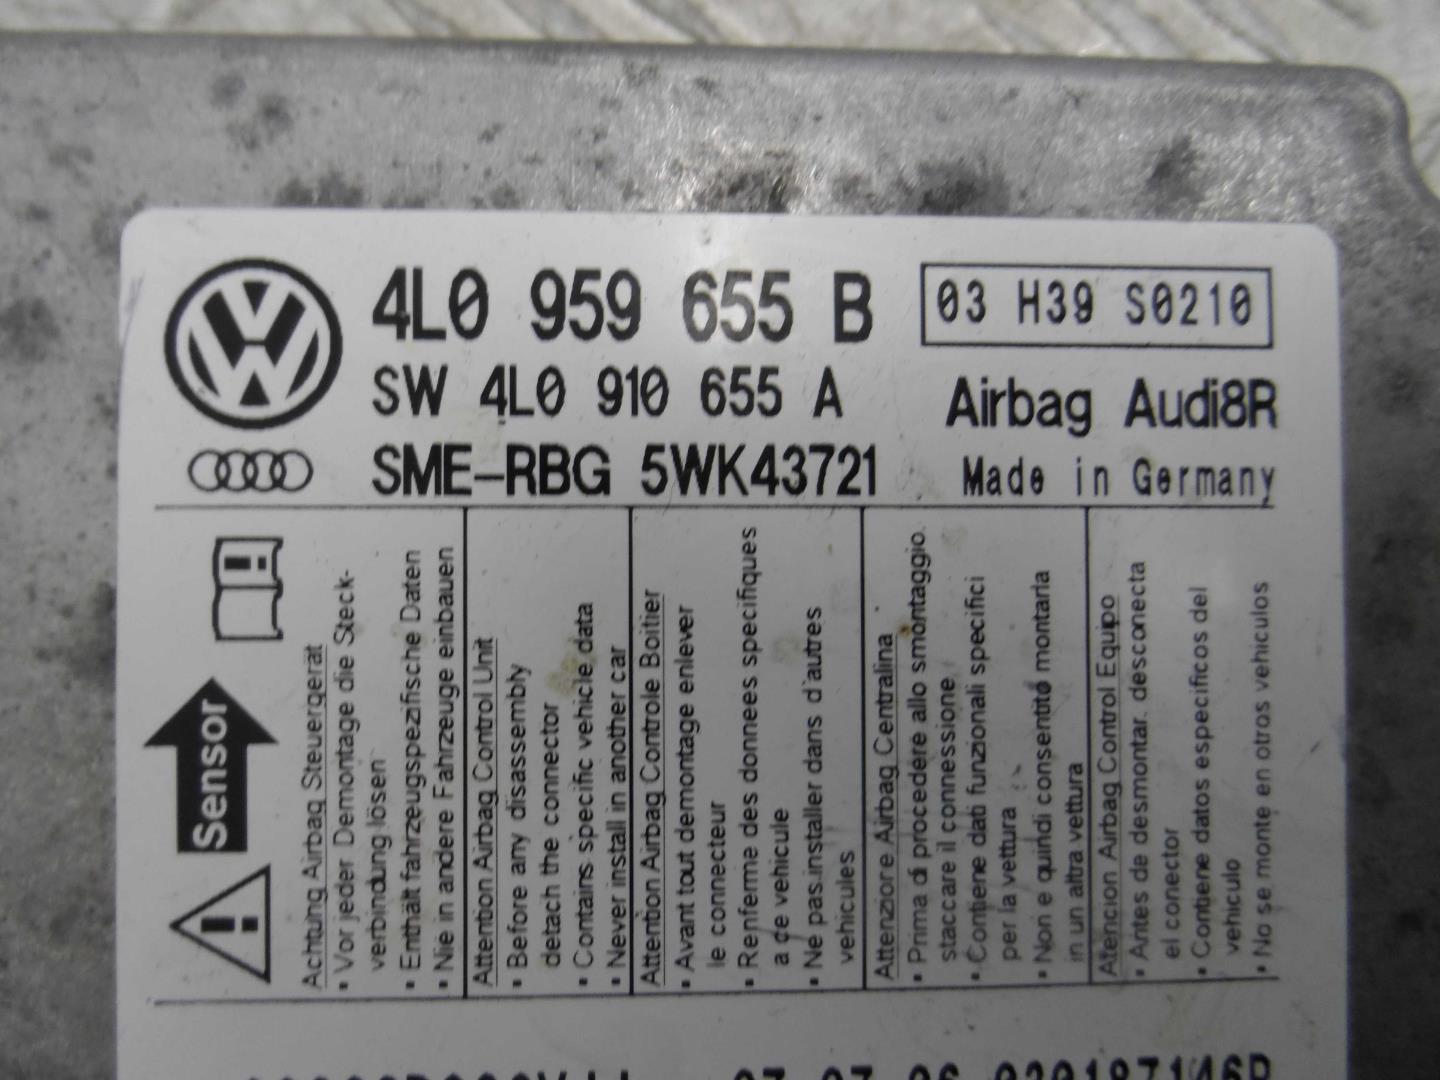 4L0 959 655 B
03 H39 S0210
SW 4L0 910 655 A
Airbag Audi8R
SME-RBG 5WK43721
Made in Germany
Sensor
Achtung Airbag Steuergerät
• Vor jeder Demontage die Steck-
verbindung lösen
• Enthält fahrzeugspezifische Daten
• Nie in andere Fahrzeuge einbauen
Attention Airbag Control Unit
• Before any disassembly
detach the connector
• Contains specific vehicle data
• Never install in another car
Attention Airbag Controle Boitier
• Avant tout demontage enlever
le connecteur
• Renferme des donnees specifiques
a ce vehicule
• Ne pas installer dans d'autres
vehicules
Attenzione Airbag Centralina
• Prima di procedere allo smontaggio.
staccare il connessione
• Contiene dati funzionali specifici
per la vettura
• Non e quindi consentito montarla
in un altra vettura
Atencion Airbag Control Equipo
• Antes de desmontar. desconecta
el conector
• Contiene datos especificos del
vehiculo
• No se monte en otros vehiculos